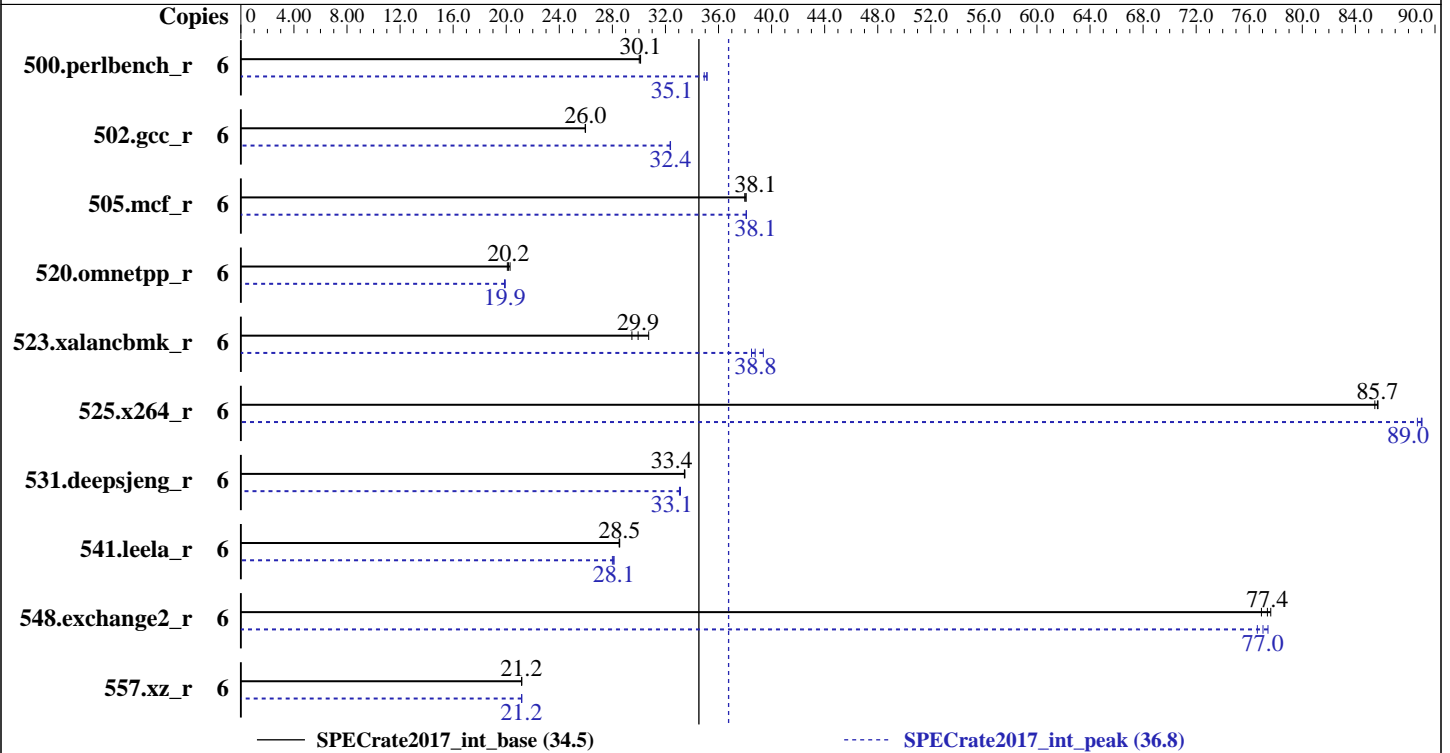 Copies 0 4.00 8.00 12.0 16.0 20.0 24.0 28.0 32.0 36.0 40.0 44.0 48.0 52.0 56.0 60.0 64.0 68.0 72.0 76.0 80.0 84.0 90.0
30.1
500.perlbench_r 6
35.1
26.0
502.gcc_r 6
32.4
38.1
505.mcf_r 6
38.1
20.2
520.omnetpp_r 6
19.9
29.9
523.xalancbmk_r 6
38.8
85.7
525.x264_r 6
89.0
33.4
531.deepsjeng_r 6
33.1
28.5
541.leela_r 6
28.1
77.4
548.exchange2_r 6
77.0
21.2
557.xz_r 6
21.2
SPECrate2017_int_base (34.5) SPECrate2017_int_peak (36.8)